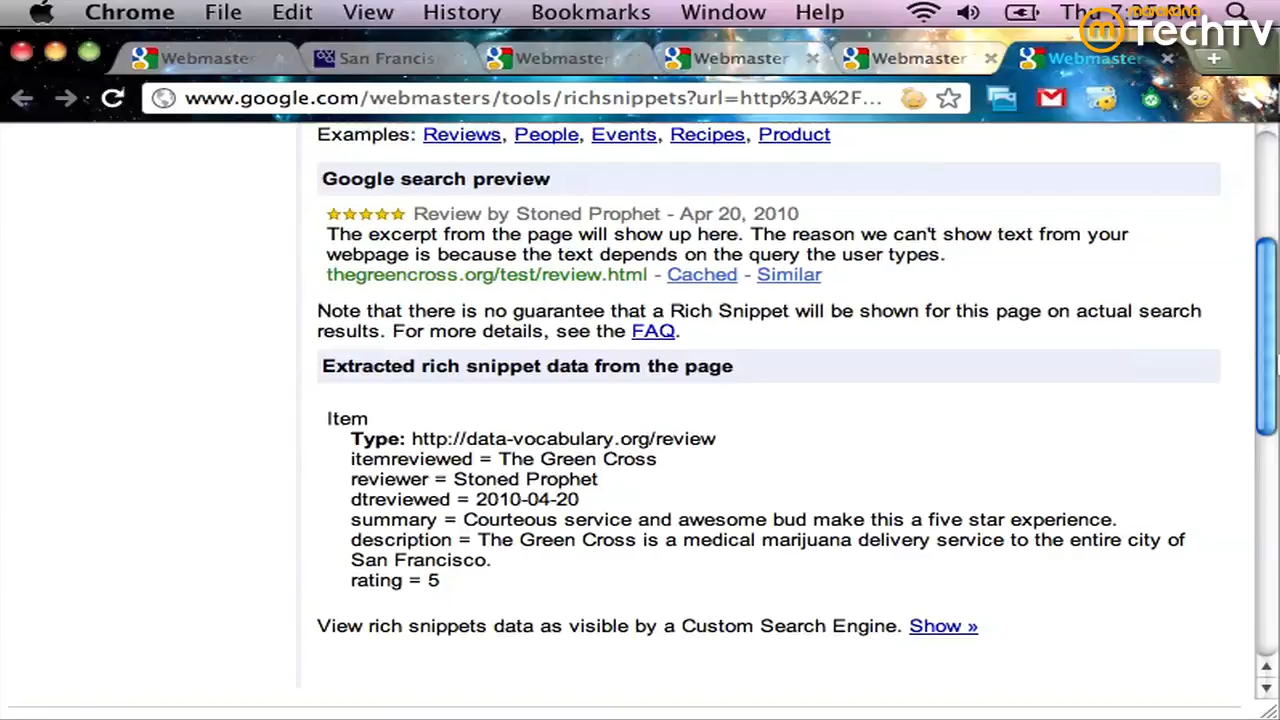 Chrome File Edit View History Bookmarks Window Help Thu 7
marakana
TechTV
Webmaster San Francis Webmaster Webmaster Webmaster Webmaster
www.google.com/webmasters/tools/richsnippets?url=http%3A%2F...
Examples: Reviews, People, Events, Recipes, Product
Google search preview
Review by Stoned Prophet - Apr 20, 2010
The excerpt from the page will show up here. The reason we can't show text from your
webpage is because the text depends on the query the user types.
thegreencross.org/test/review.html - Cached - Similar
Note that there is no guarantee that a Rich Snippet will be shown for this page on actual search
results. For more details, see the FAQ.
Extracted rich snippet data from the page
Item
Type: http://data-vocabulary.org/review
itemreviewed = The Green Cross
reviewer = Stoned Prophet
dtreviewed = 2010-04-20
summary = Courteous service and awesome bud make this a five star experience.
description = The Green Cross is a medical marijuana delivery service to the entire city of
San Francisco.
rating = 5
View rich snippets data as visible by a Custom Search Engine. Show »